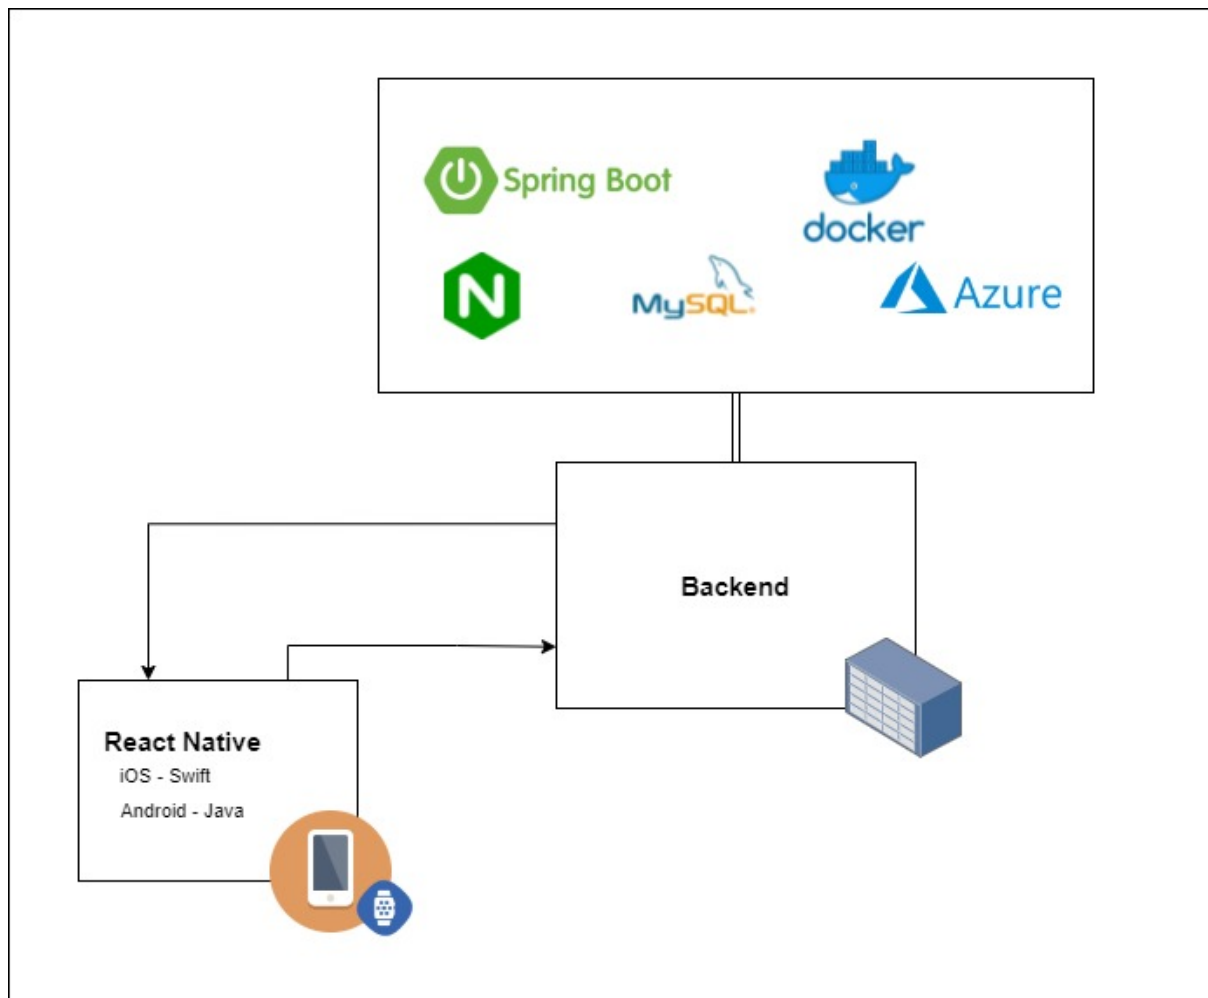 Spring Boot
docker
N
MySQL®
Azure
Backend
React Native
iOS - Swift
Android - Java